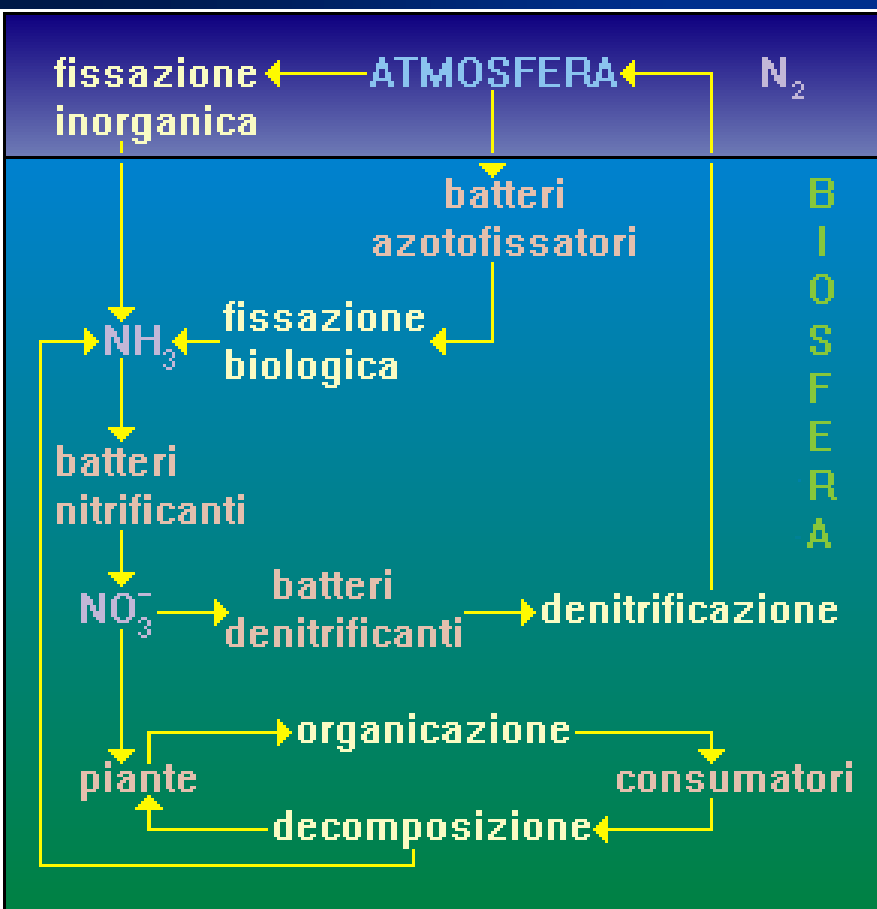 fissazione
inorganica
ATMOSFERA
N₂
batteri
azotofissatori
B
I
O
S
F
E
R
A
fissazione
biologica
NH₃
batteri
nitrificanti
NO₃⁻
batteri
denitrificanti
denitrificazione
organicazione
piante
consumatori
decomposizione